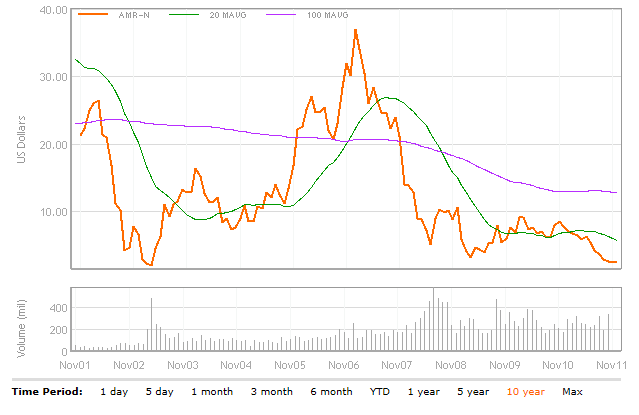 40.00
AMR-N 20 MAVG 100 MAVG
30.00
20.00
10.00
US Dollars
400
200
0
Volume (mil)
Nov01 Nov02 Nov03 Nov04 Nov05 Nov06 Nov07 Nov08 Nov09 Nov10 Nov11
Time Period: 1 day 5 day 1 month 3 month 6 month YTD 1 year 5 year 10 year Max